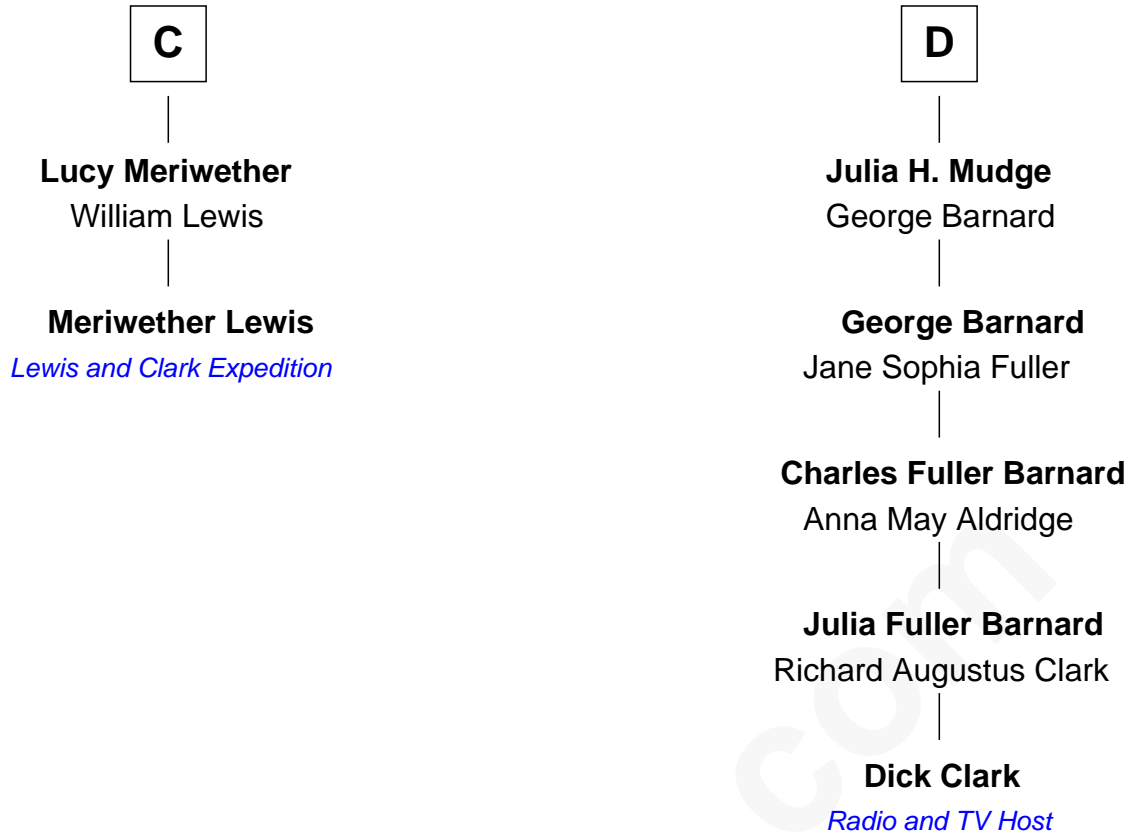 C
Lucy Meriwether
William Lewis
Meriwether Lewis
Lewis and Clark Expedition
D
Julia H. Mudge
George Barnard
George Barnard
Jane Sophia Fuller
Charles Fuller Barnard
Anna May Aldridge
Julia Fuller Barnard
Richard Augustus Clark
Dick Clark
Radio and TV Host
com